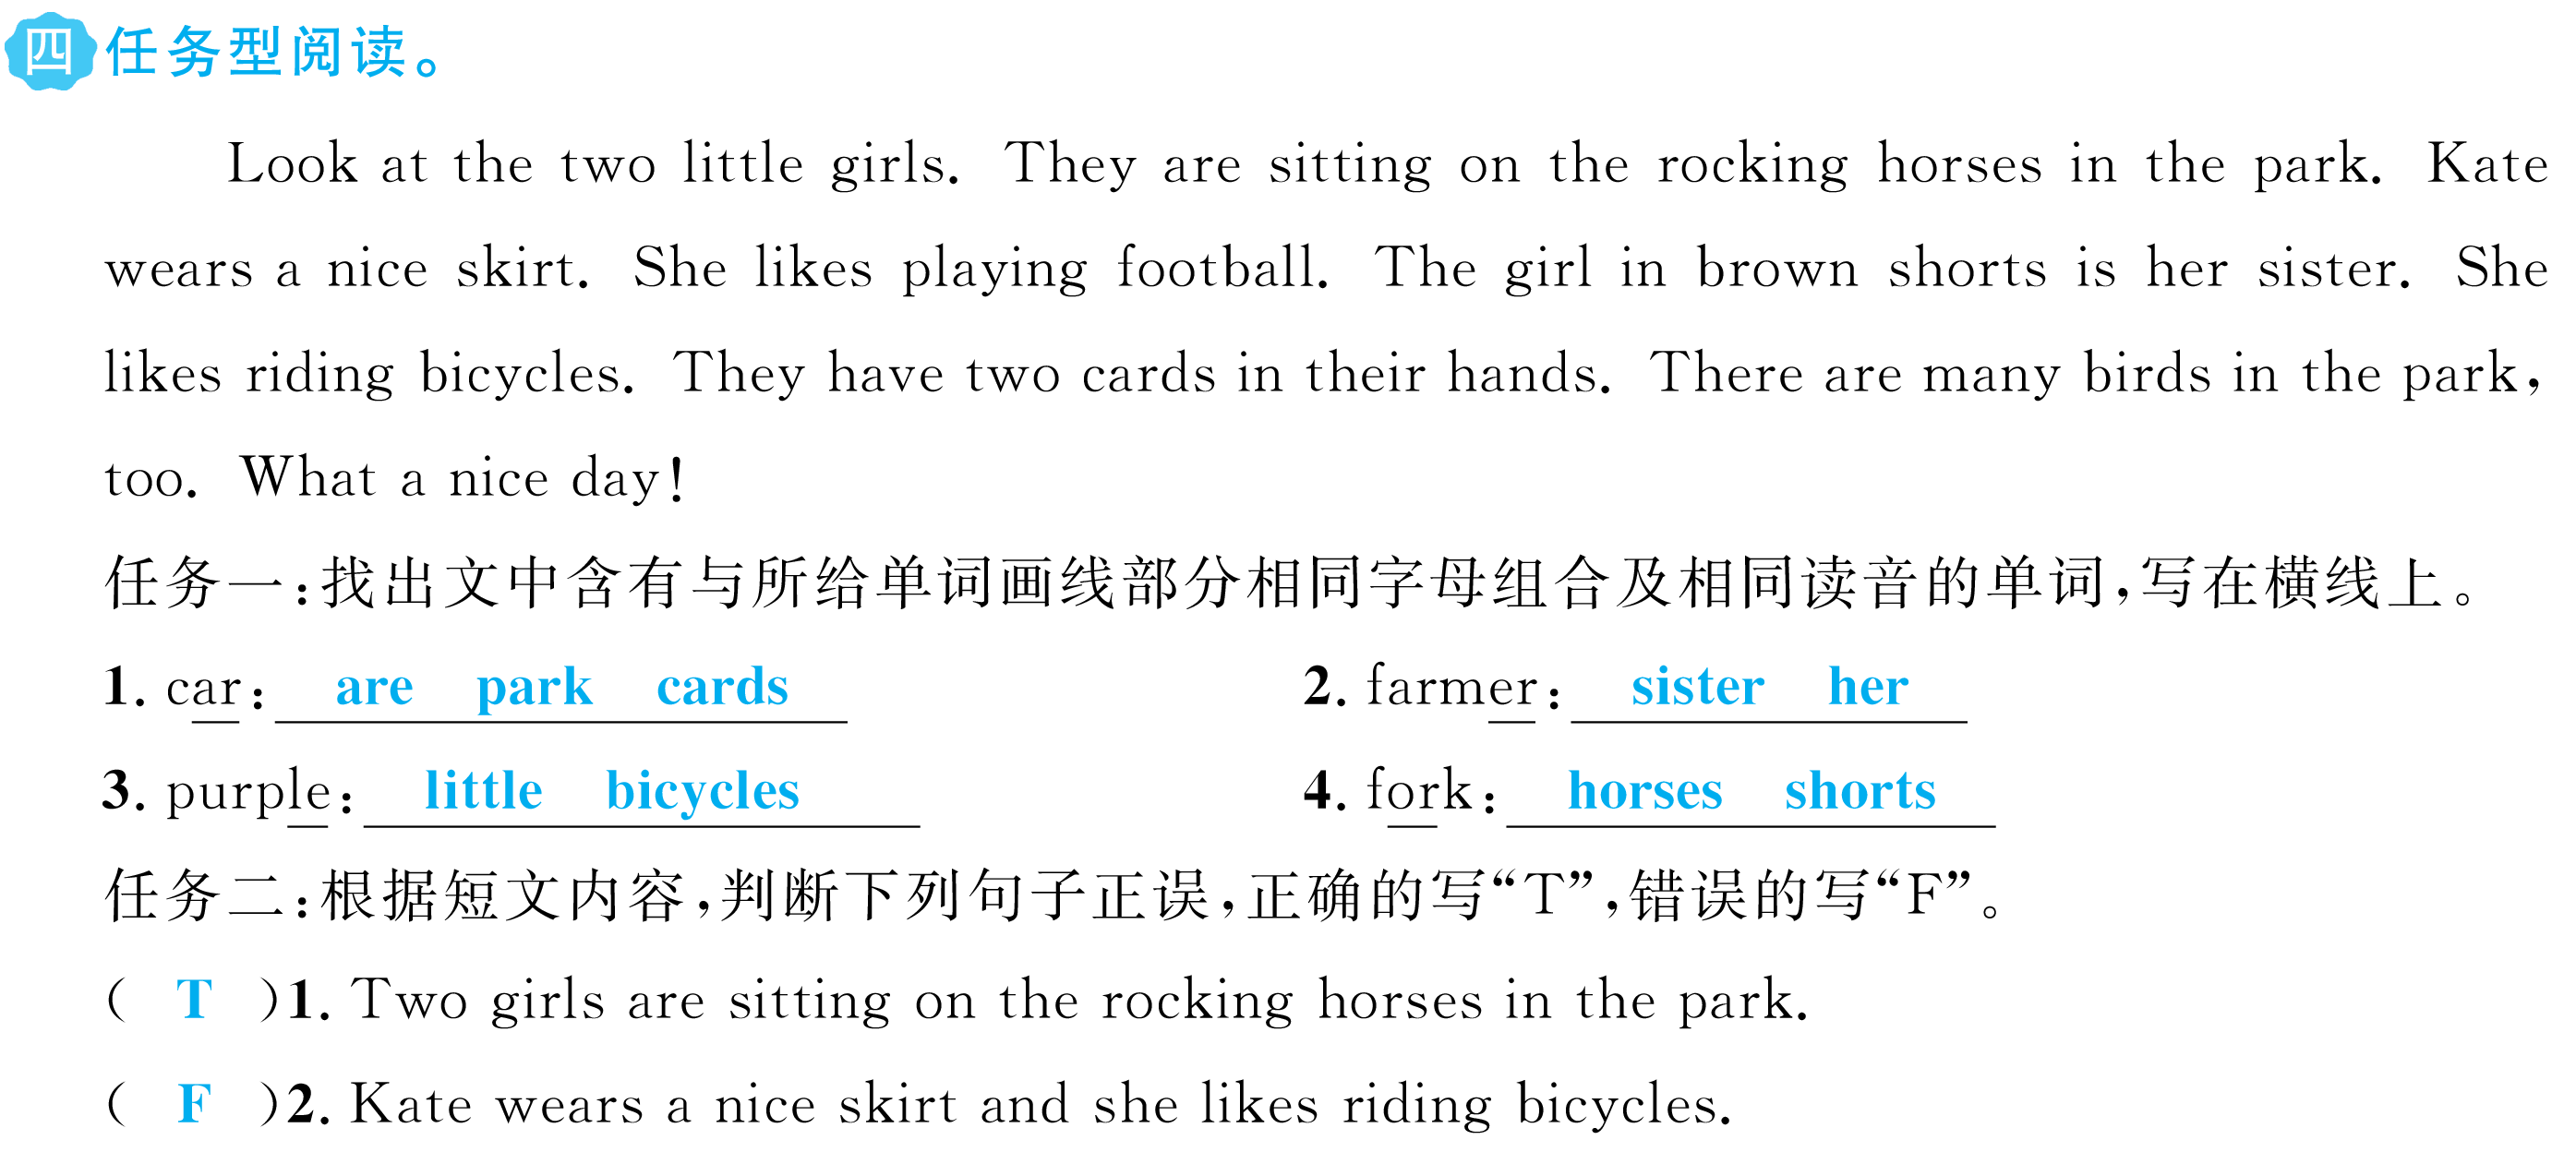 四 任务型阅读。
Look at the two little girls. They are sitting on the rocking horses in the park. Kate
wears a nice skirt. She likes playing football. The girl in brown shorts is her sister. She
likes riding bicycles. They have two cards in their hands. There are many birds in the park,
too. What a nice day!
任务一:找出文中含有与所给单词画线部分相同字母组合及相同读音的单词,写在横线上。
1. car: are park cards 2. farmer: sister her
3. purple: little bicycles 4. fork: horses shorts
任务二:根据短文内容,判断下列句子正误,正确的写“T”,错误的写“F”。
( T )1. Two girls are sitting on the rocking horses in the park.
( F )2. Kate wears a nice skirt and she likes riding bicycles.